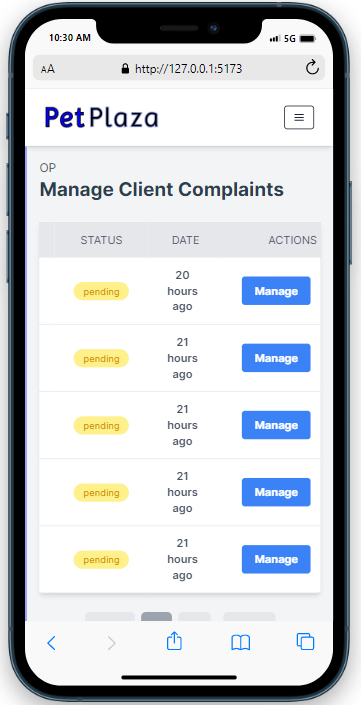 10:30 AM
5G
AA
http://127.0.0.1:5173
PetPlaza
OP
Manage Client Complaints
STATUS DATE ACTIONS
pending 20 hours ago Manage
pending 21 hours ago Manage
pending 21 hours ago Manage
pending 21 hours ago Manage
pending 21 hours ago Manage